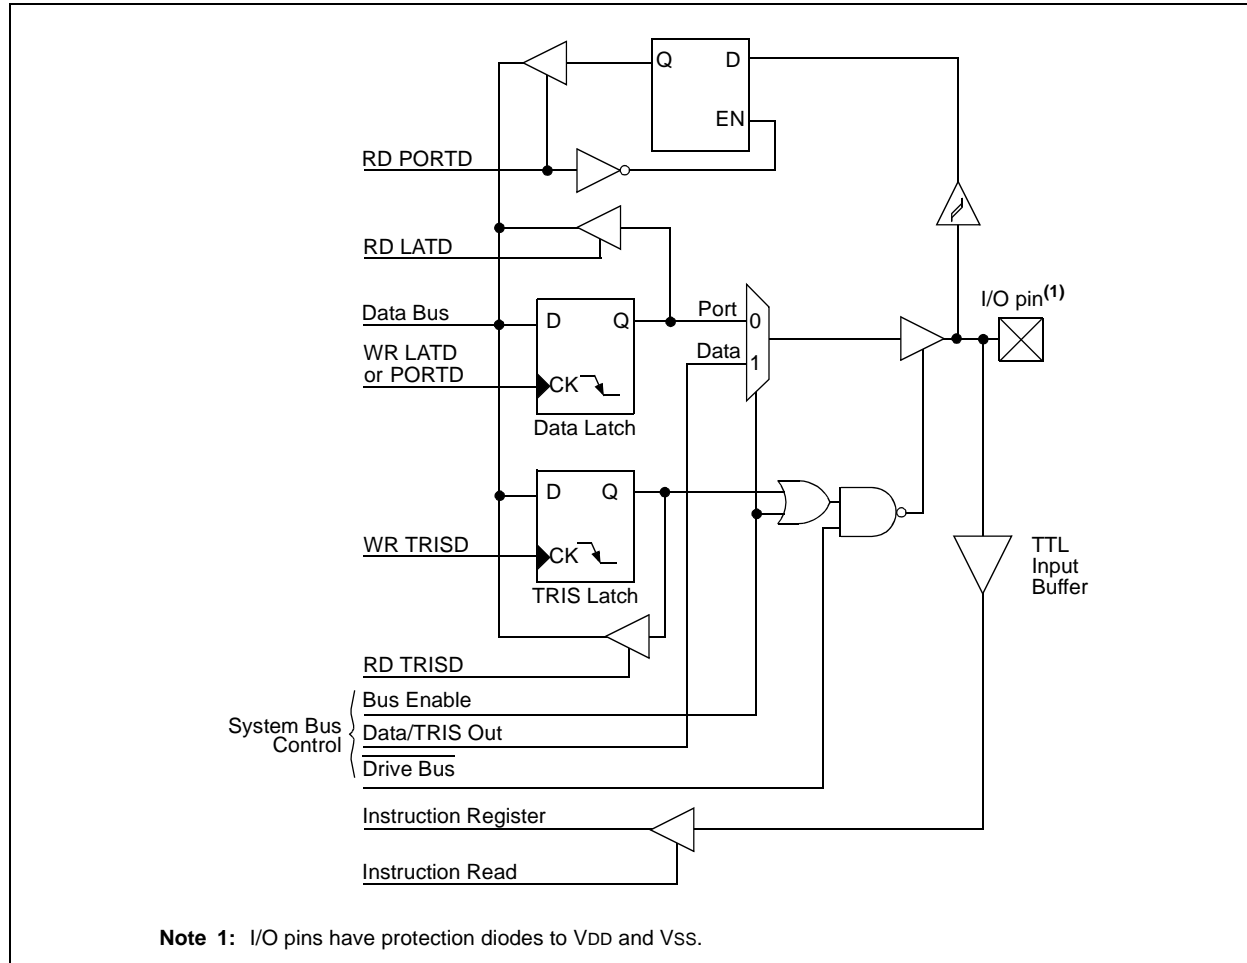 Q D
EN
RD PORTD
RD LATD
I/O pin(1)
Data Bus
D Q
Port
0
WR LATD
or PORTD
Data
1
CK
Data Latch
D Q
WR TRISD
CK
TRIS Latch
TTL
Input
Buffer
RD TRISD
System Bus
Control
Bus Enable
Data/TRIS Out
Drive Bus
Instruction Register
Instruction Read
Note 1: I/O pins have protection diodes to VDD and VSS.